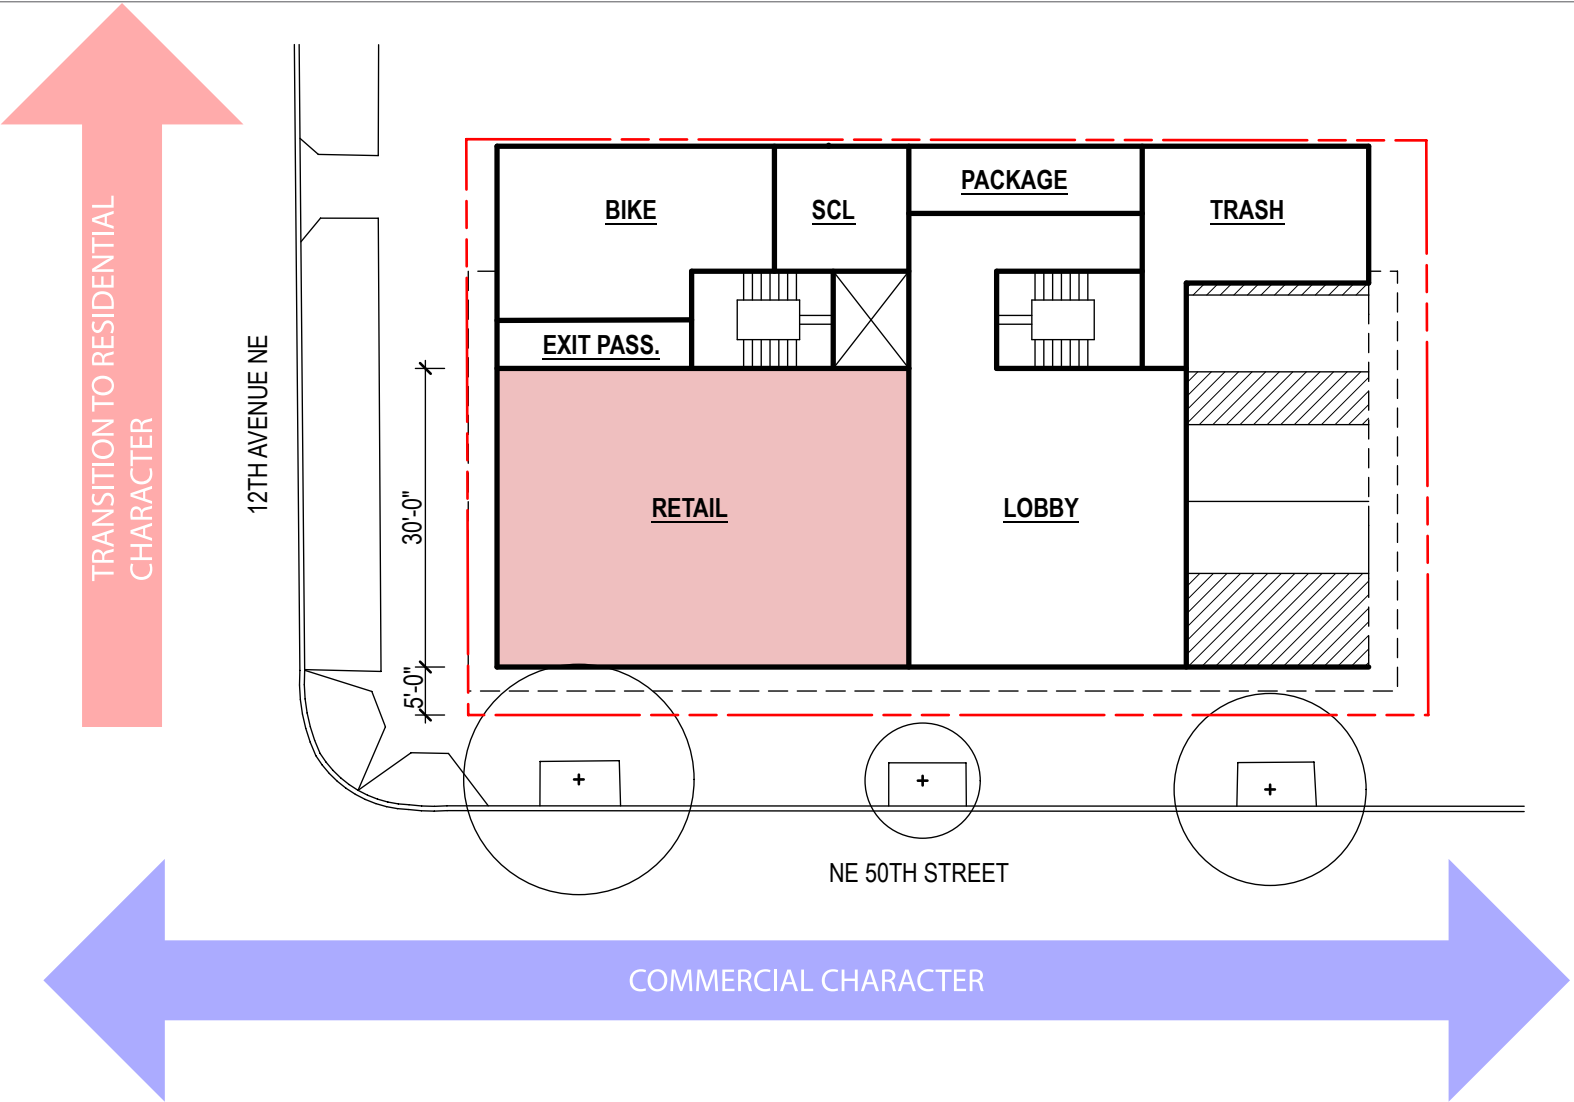 TRANSITION TO RESIDENTIAL
CHARACTER
12TH AVENUE NE
BIKE
SCL
PACKAGE
TRASH
EXIT PASS.
30'-0"
RETAIL
LOBBY
5'-0"
NE 50TH STREET
COMMERCIAL CHARACTER